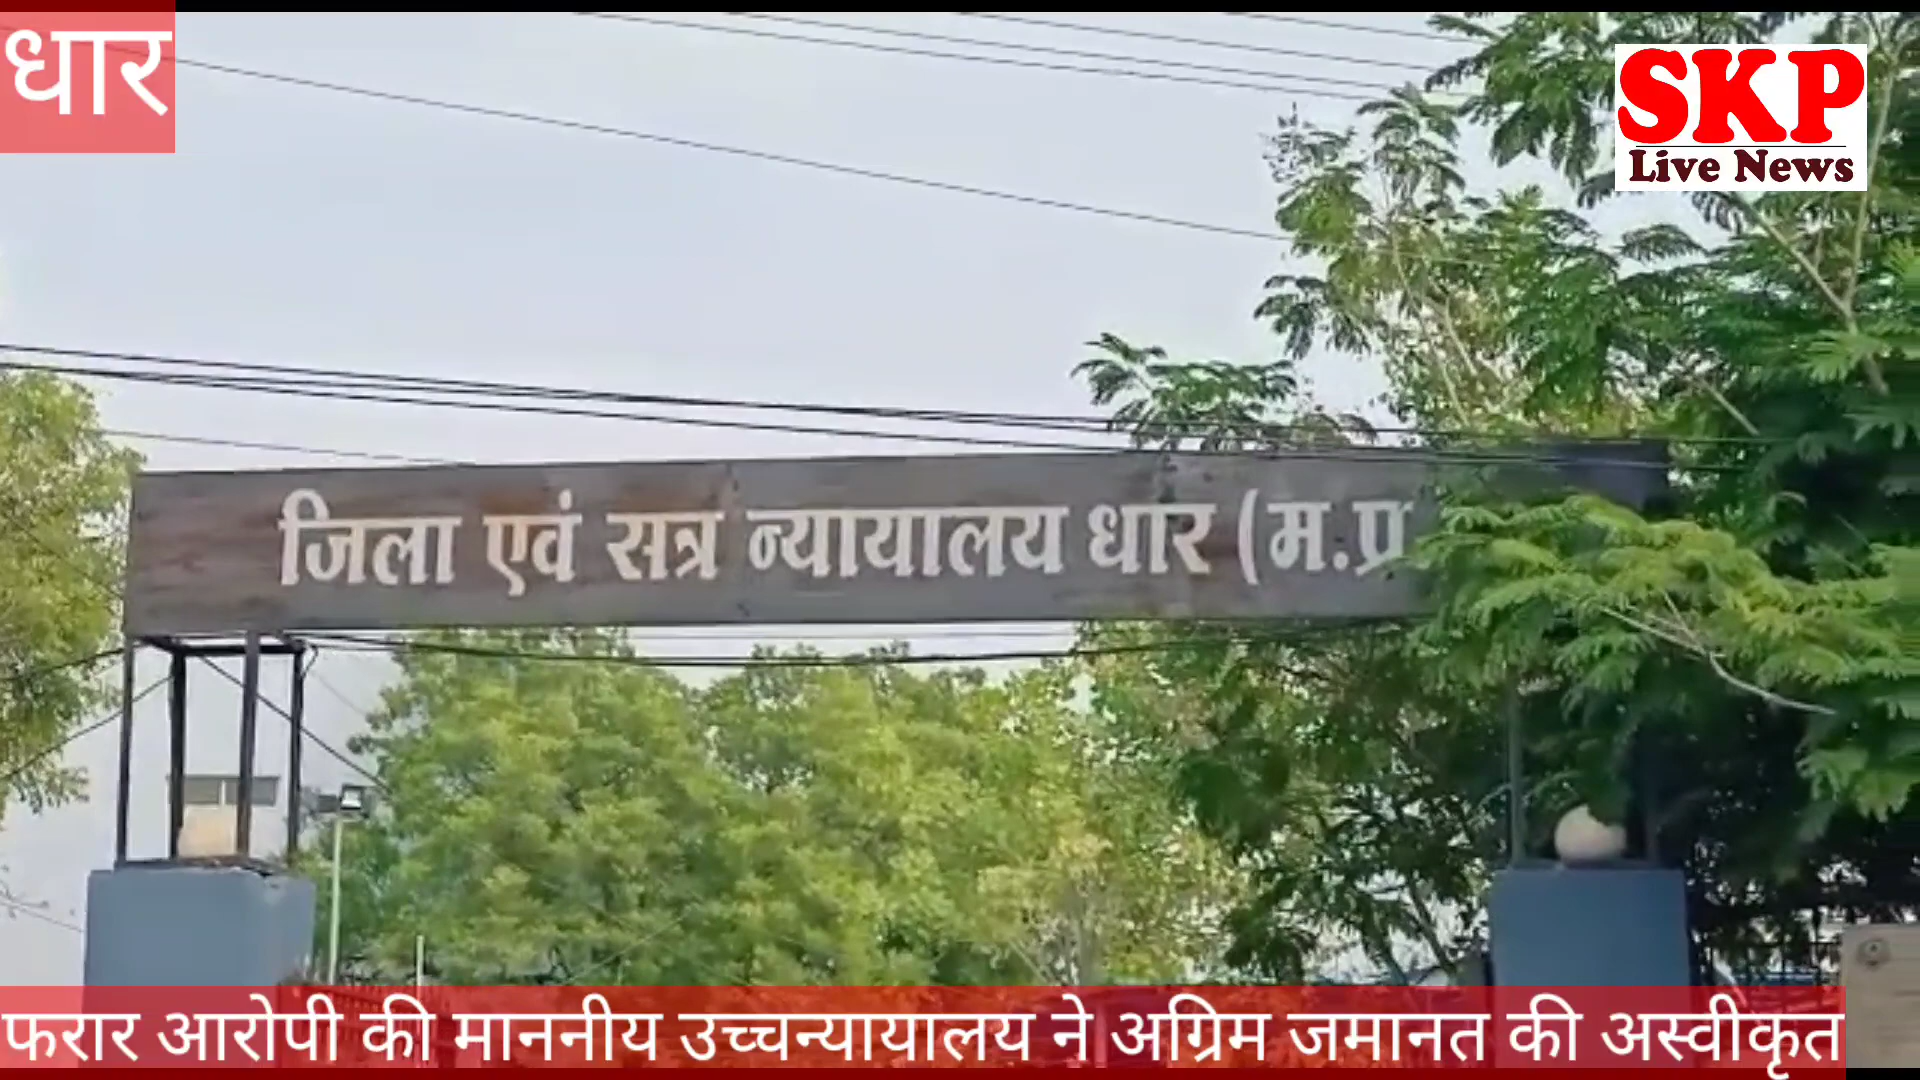 धार
SKP
Live News
जिला एवं सत्र न्यायालय धार (म.प्र
फरार आरोपी की माननीय उच्चन्यायालय ने अग्रिम जमानत की अस्वीकृत